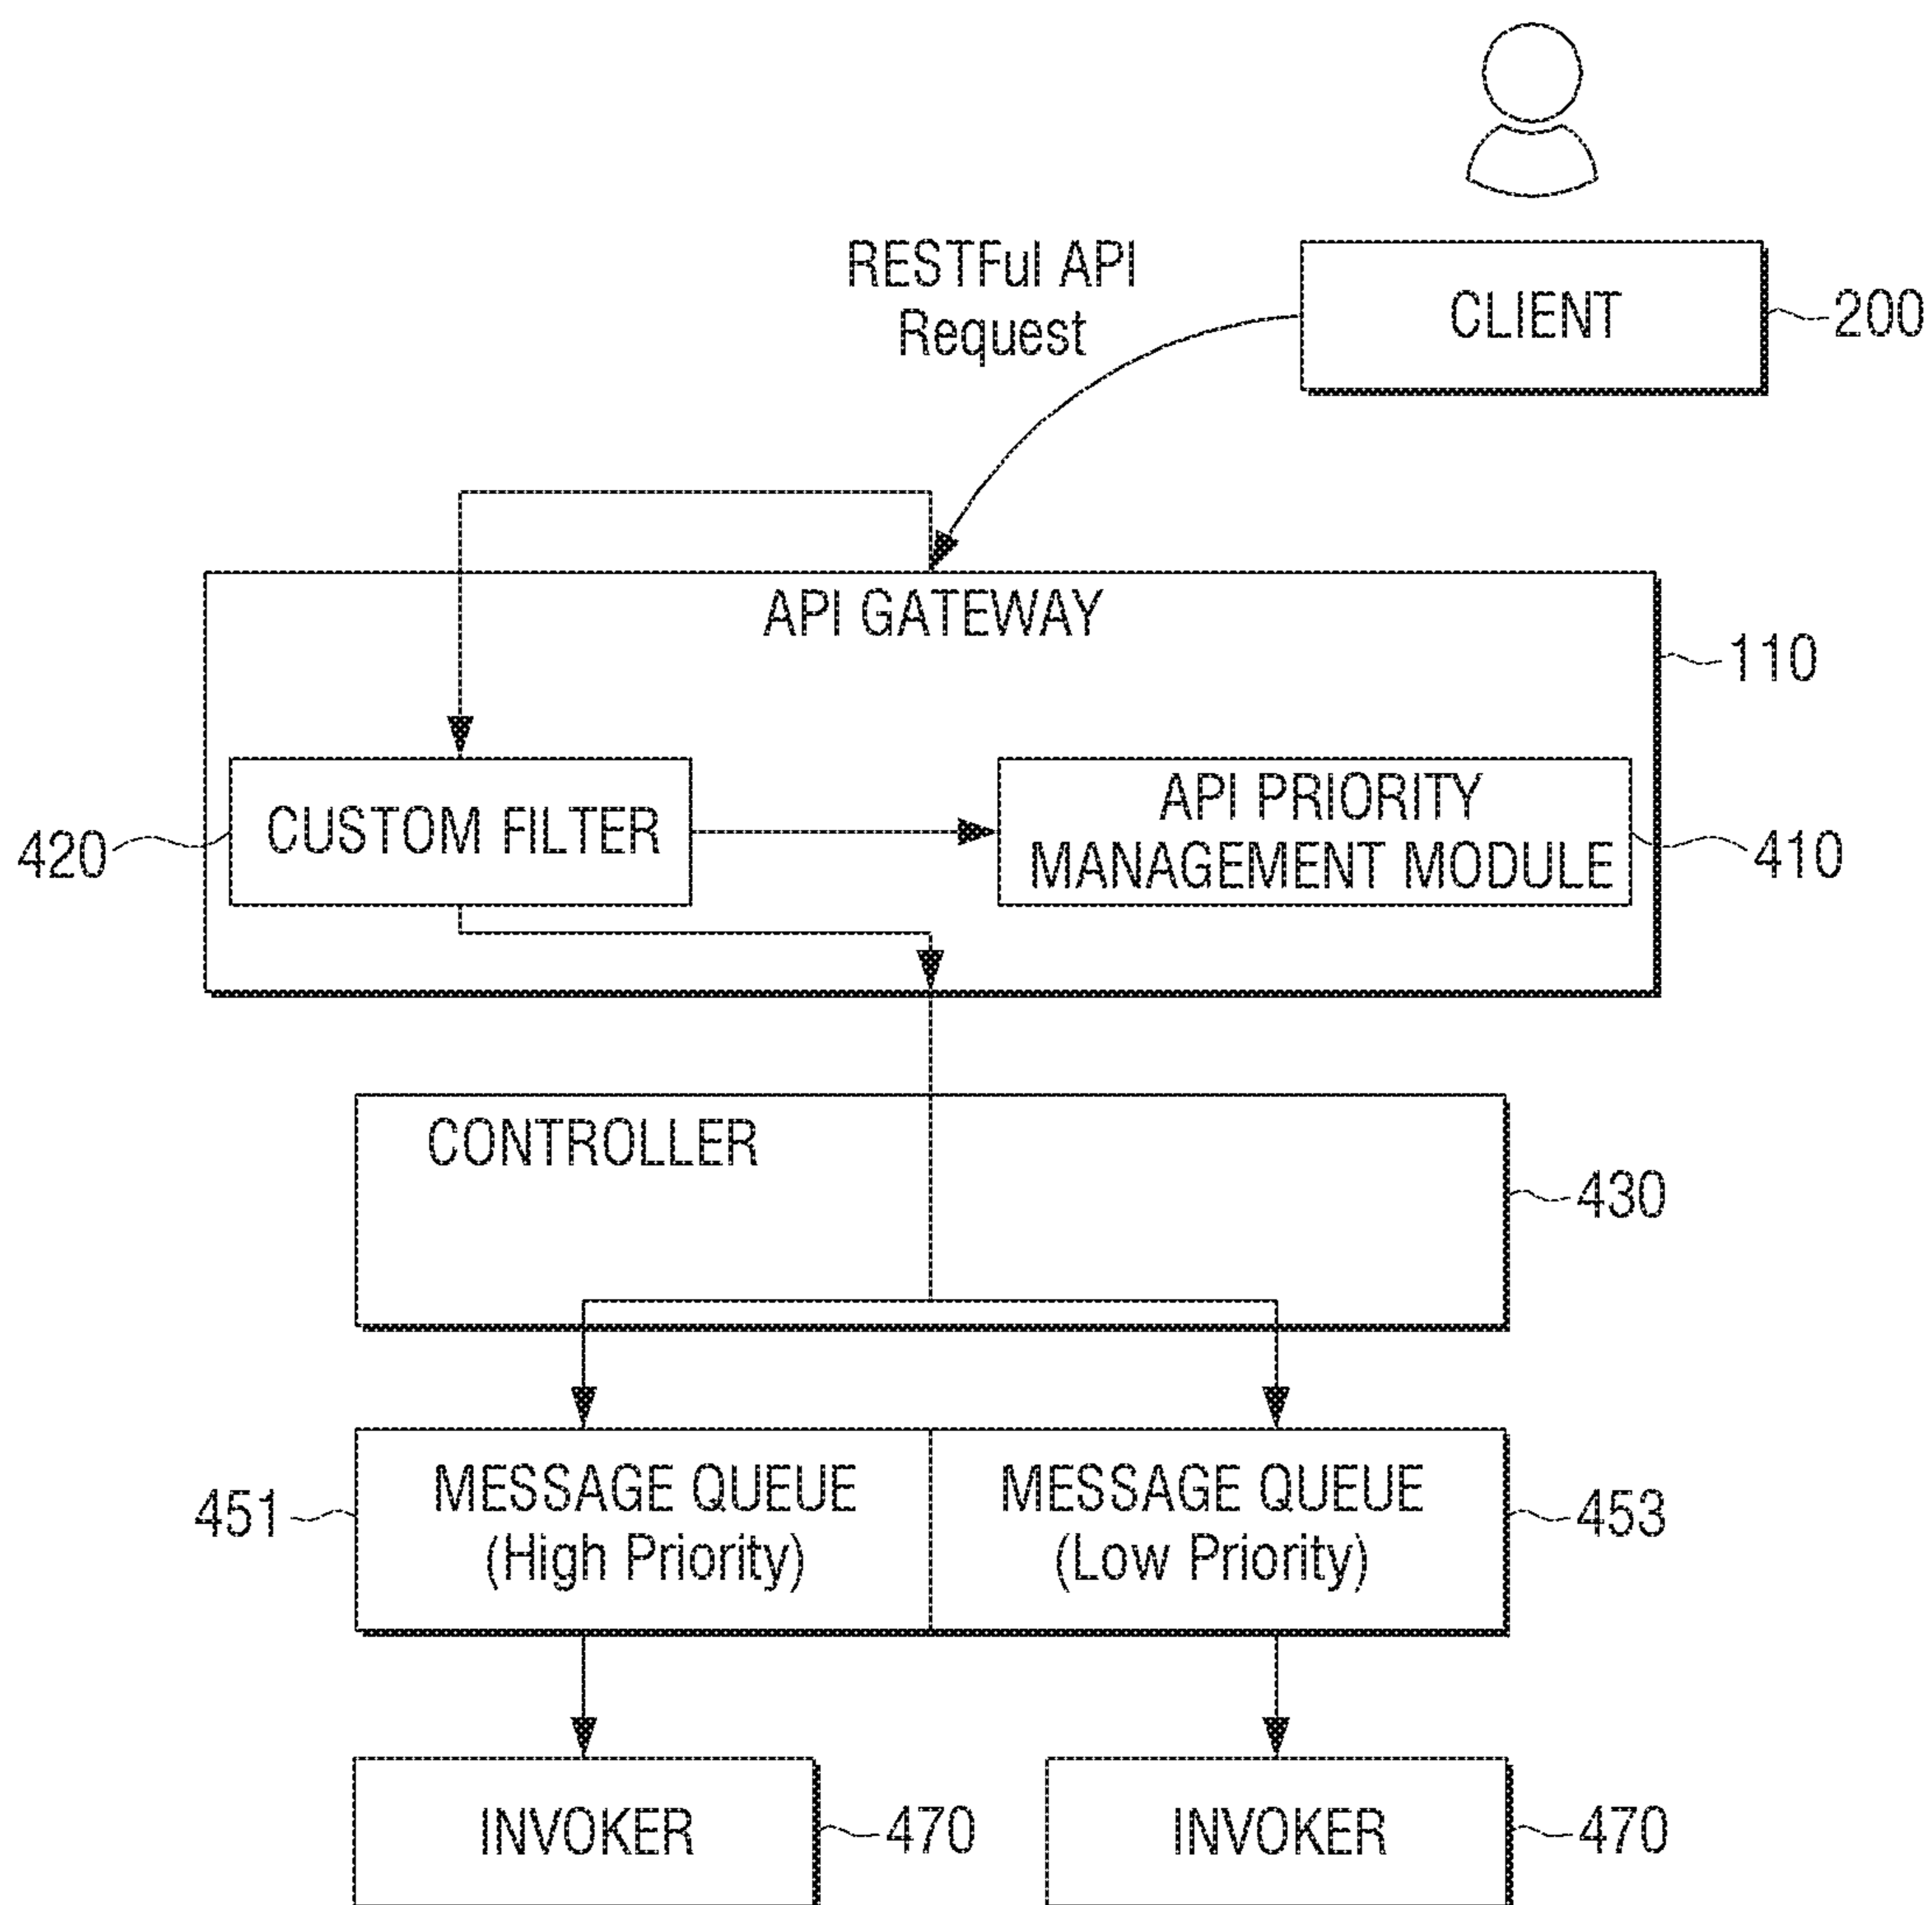 RESTFul API
Request
CLIENT
200
API GATEWAY
110
CUSTOM FILTER
420
API PRIORITY
MANAGEMENT MODULE
410
CONTROLLER
430
451
MESSAGE QUEUE
(High Priority)
MESSAGE QUEUE
(Low Priority)
453
INVOKER
470
INVOKER
470